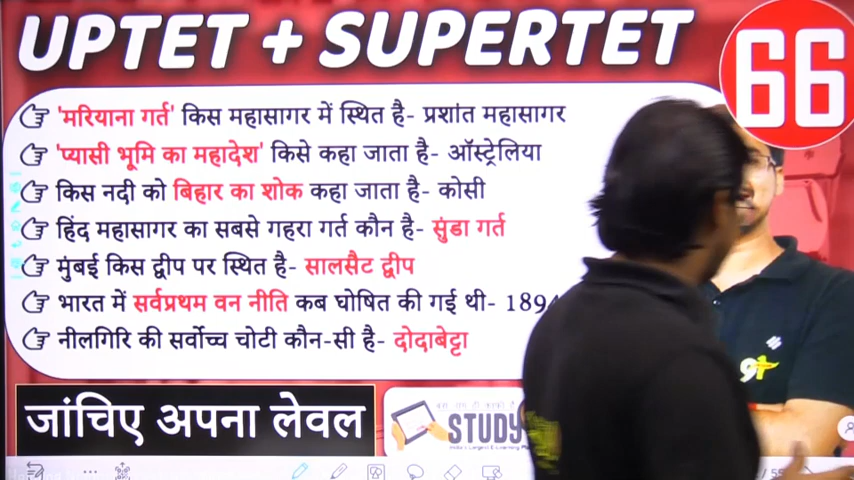 UPTET + SUPERTET
66
'मरियाना गर्त' किस महासागर में स्थित है- प्रशांत महासागर
'प्यासी भूमि का महादेश' किसे कहा जाता है- ऑस्ट्रेलिया
किस नदी को बिहार का शोक कहा जाता है- कोसी
हिंद महासागर का सबसे गहरा गर्त कौन है- सुंडा गर्त
मुंबई किस द्वीप पर स्थित है- सालसैट द्वीप
भारत में सर्वप्रथम वन नीति कब घोषित की गई थी- 1894
नीलगिरि की सर्वोच्च चोटी कौन-सी है- दोदाबेट्टा
जांचिए अपना लेवल
STUDY